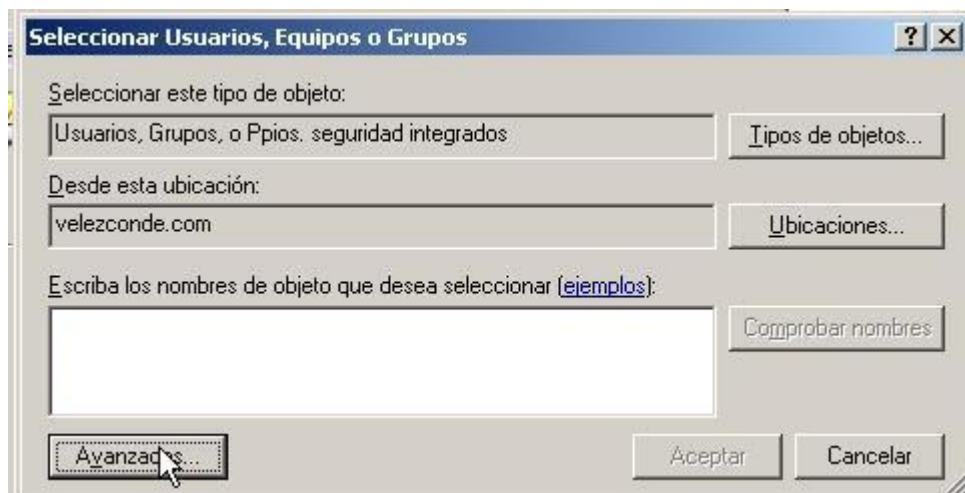 Seleccionar Usuarios, Equipos o Grupos
Seleccionar este tipo de objeto:
Usuarios, Grupos, o Ppios. seguridad integrados
Tipos de objetos...
Desde esta ubicación:
velezconde.com
Ubicaciones...
Escriba los nombres de objeto que desea seleccionar (ejemplos):
Comprobar nombres
Avanzadas...
Aceptar
Cancelar